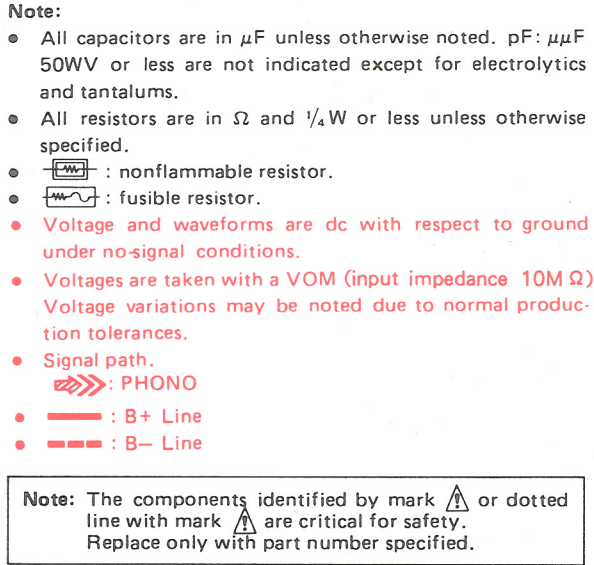 Note:
● All capacitors are in μF unless otherwise noted. pF: μμF
50WV or less are not indicated except for electrolytics
and tantalums.
● All resistors are in Ω and ¼W or less unless otherwise
specified.
● : nonflammable resistor.
● : fusible resistor.
● Voltage and waveforms are dc with respect to ground
under no-signal conditions.
● Voltages are taken with a VOM (input impedance 10M Ω)
Voltage variations may be noted due to normal produc-
tion tolerances.
● Signal path.
: PHONO
● : B+ Line
● : B– Line
Note: The components identified by mark ⚠ or dotted
line with mark ⚠ are critical for safety.
Replace only with part number specified.